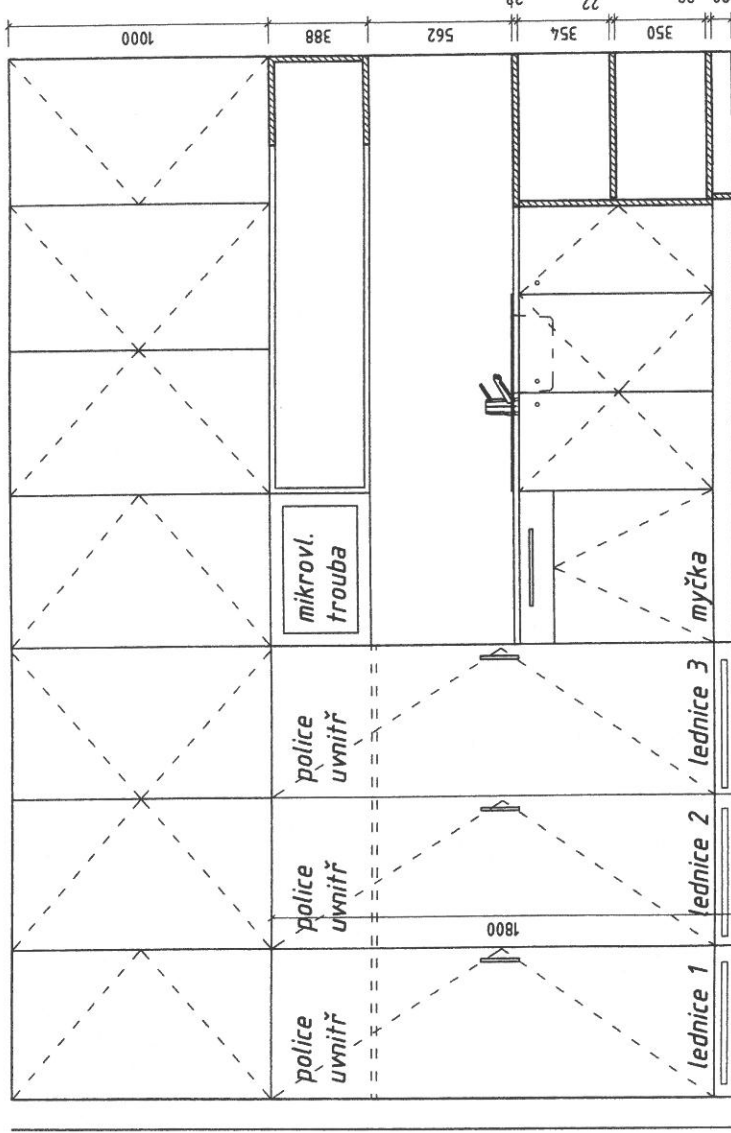 1000
388
562
354
22
350
mikrovl.
trouba
police
uvnitř
police
uvnitř
police
uvnitř
1800
myčka
lednice 3
lednice 2
lednice 1